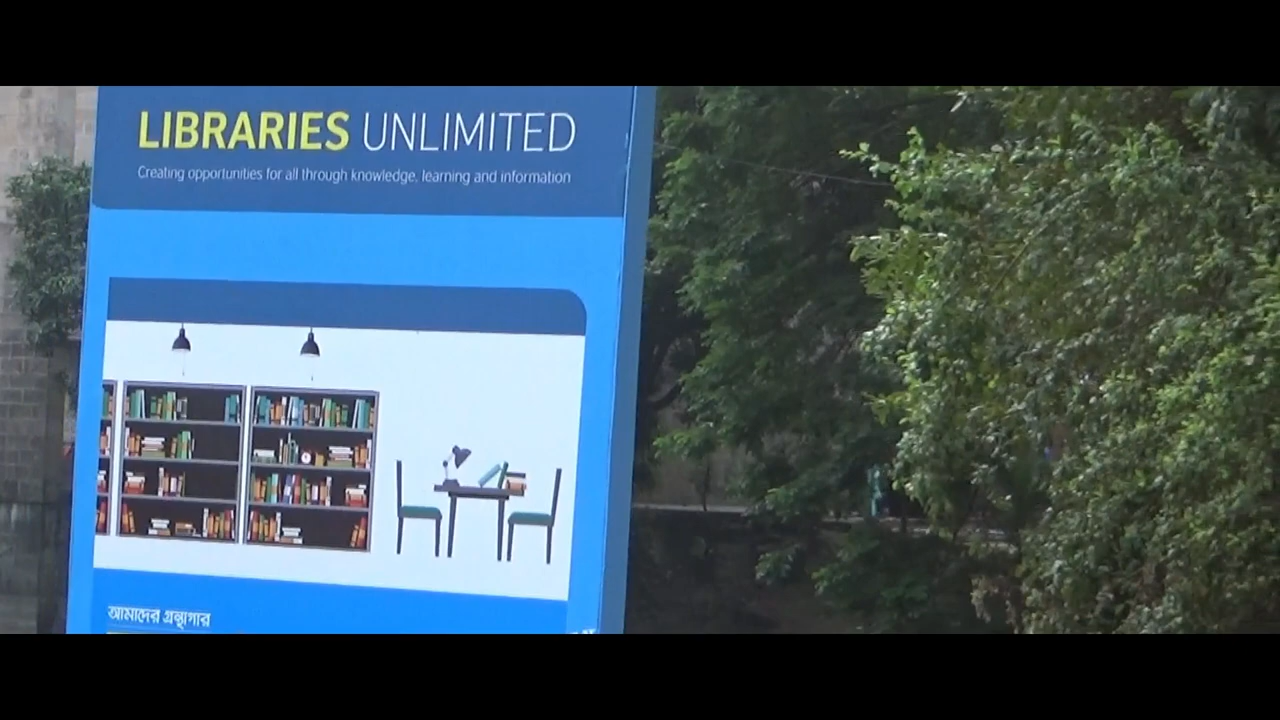 LIBRARIES UNLIMITED
Creating opportunities for all through knowledge, learning and information
আমাদের গ্রন্থাগার